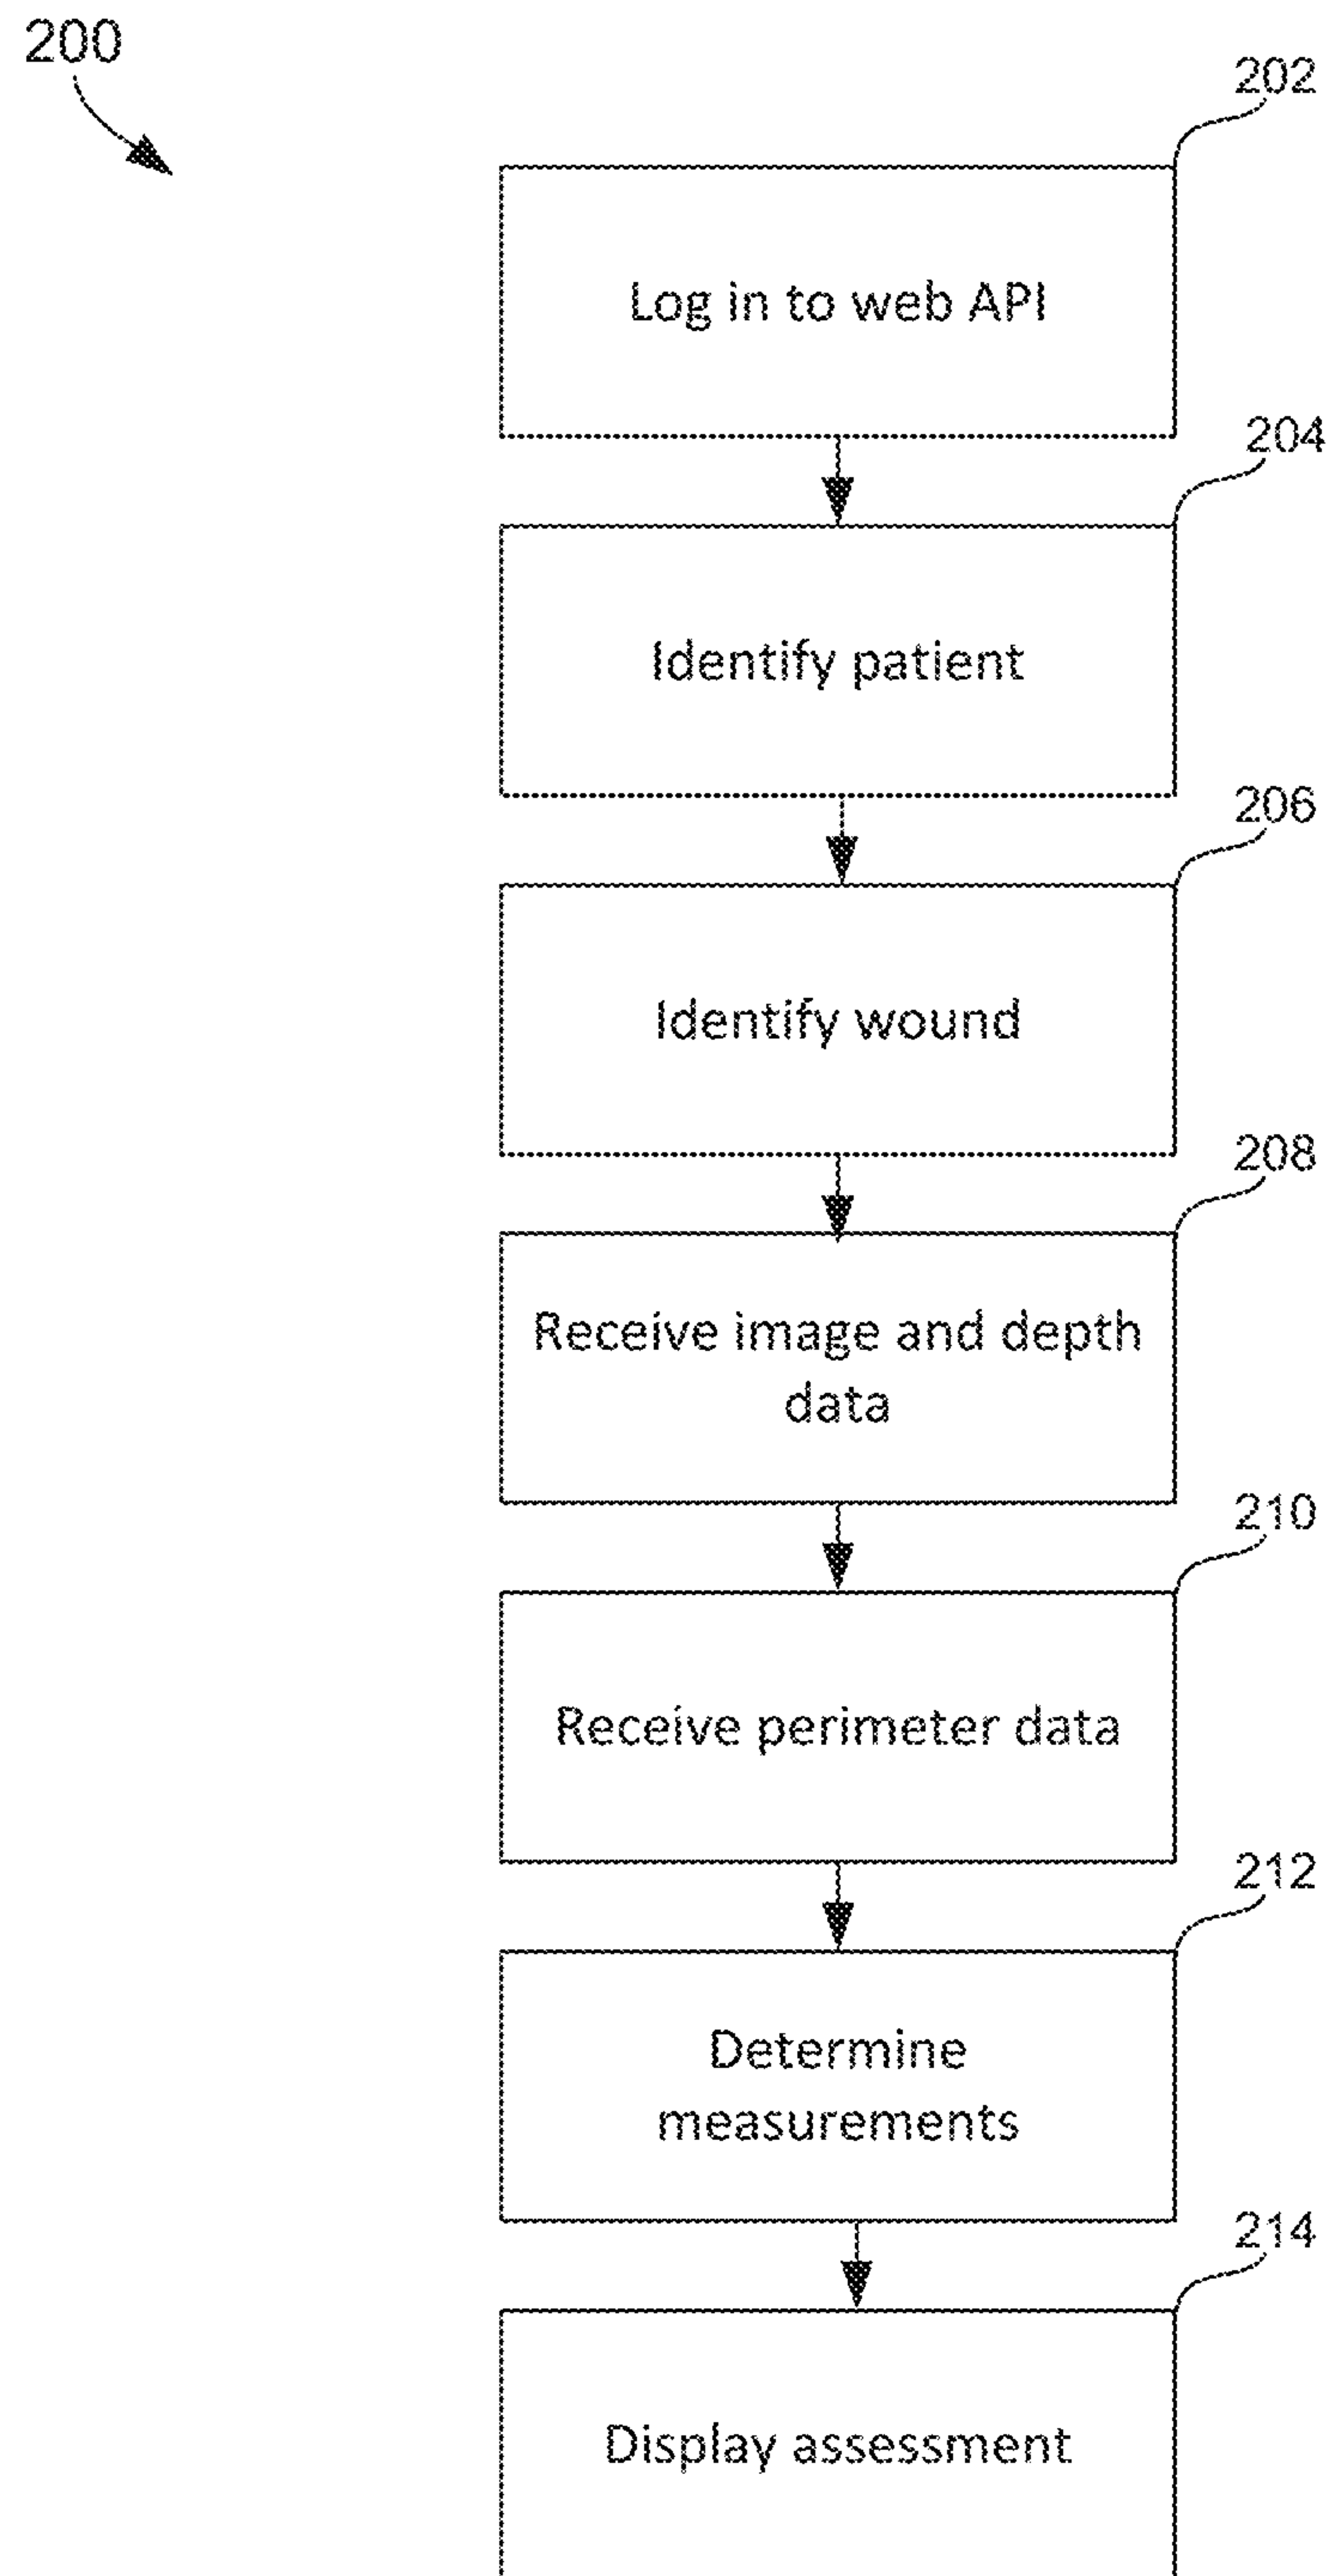 200
202
Log in to web API
204
Identify patient
206
Identify wound
208
Receive image and depth
data
210
Receive perimeter data
212
Determine
measurements
214
Display assessment